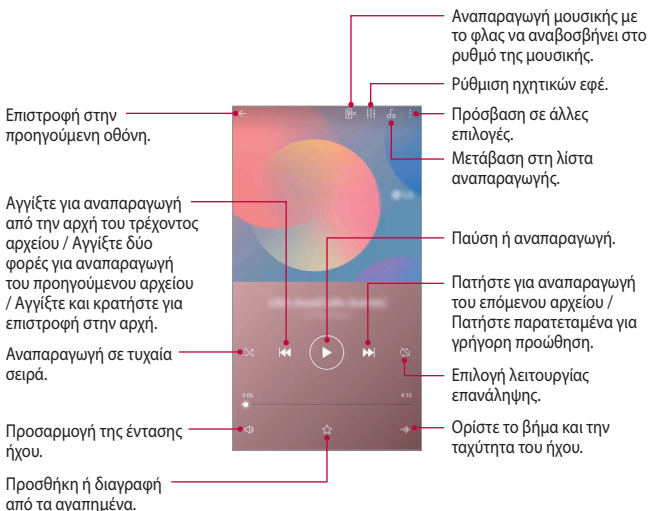 Αναπαραγωγή μουσικής με
το φλας να αναβοσβήνει στο
ρυθμό της μουσικής.
Ρύθμιση ηχητικών εφέ.
Πρόσβαση σε άλλες
επιλογές.
Μετάβαση στη λίστα
αναπαραγωγής.
Επιστροφή στην
προηγούμενη οθόνη.
Αγγίξτε για αναπαραγωγή
από την αρχή του τρέχοντος
αρχείου / Αγγίξτε δύο
φορές για αναπαραγωγή
του προηγούμενου αρχείου
/ Αγγίξτε και κρατήστε για
επιστροφή στην αρχή.
Παύση ή αναπαραγωγή.
Πατήστε για αναπαραγωγή
του επόμενου αρχείου /
Πατήστε παρατεταμένα για
γρήγορη προώθηση.
Αναπαραγωγή σε τυχαία
σειρά.
Επιλογή λειτουργίας
επανάληψης.
0:06
4:10
Προσαρμογή της έντασης
ήχου.
Ορίστε το βήμα και την
ταχύτητα του ήχου.
Προσθήκη ή διαγραφή
από τα αγαπημένα.